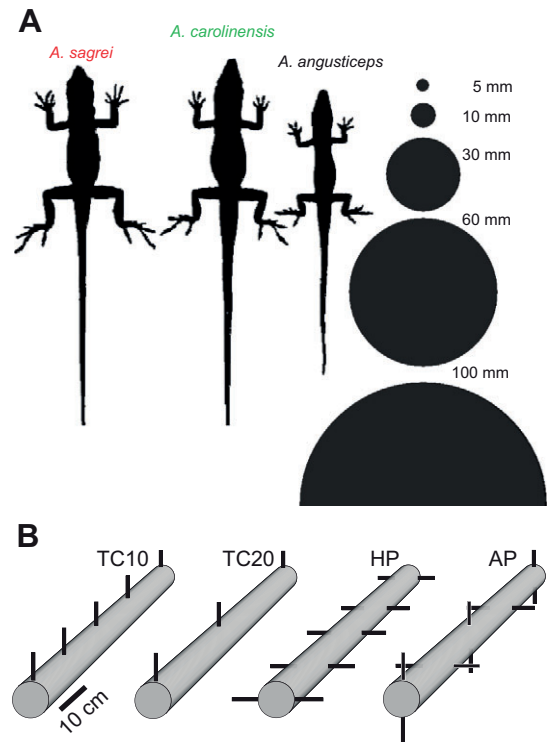 A
A. sagrei
A. carolinensis
A. angusticeps
5 mm
10 mm
30 mm
60 mm
100 mm
B
TC10
TC20
HP
AP
10 cm